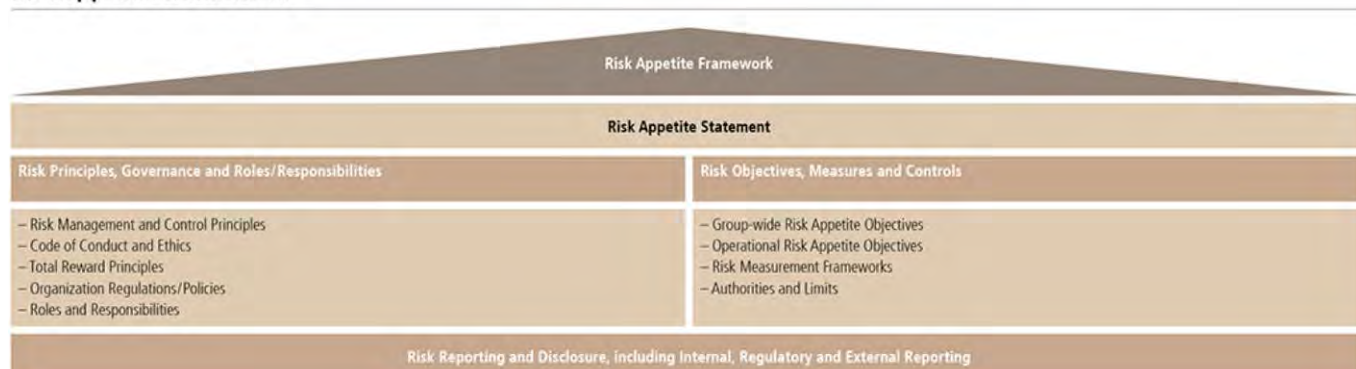 Risk Appetite Framework
Risk Appetite Statement
Risk Principles, Governance and Roles/Responsibilities
– Risk Management and Control Principles
– Code of Conduct and Ethics
– Total Reward Principles
– Organization Regulations/Policies
– Roles and Responsibilities
Risk Objectives, Measures and Controls
– Group-wide Risk Appetite Objectives
– Operational Risk Appetite Objectives
– Risk Measurement Frameworks
– Authorities and Limits
Risk Reporting and Disclosure, including Internal, Regulatory and External Reporting